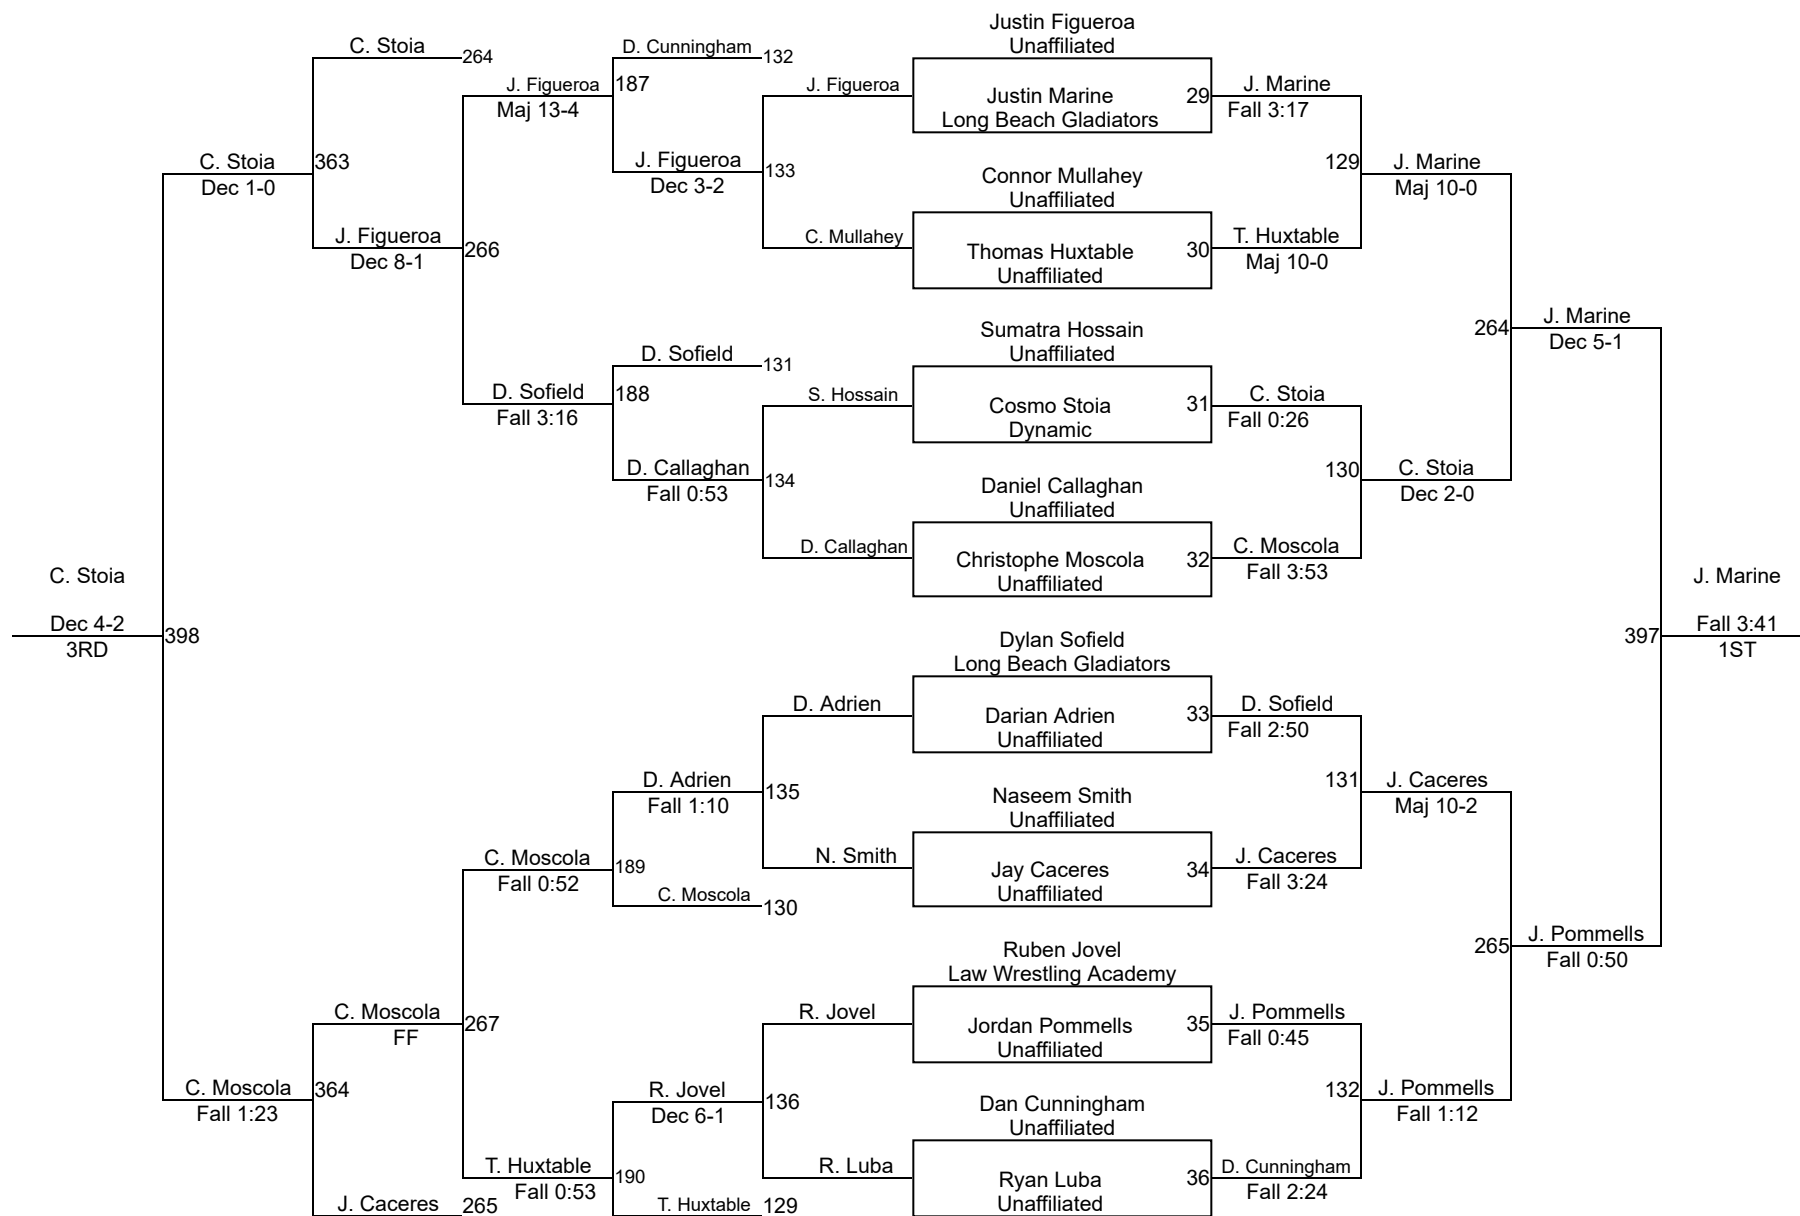 Justin Figueroa
Unaffiliated
C. Stoia
264
D. Cunningham
132
J. Figueroa
Maj 13-4
187
J. Figueroa
Justin Marine
Long Beach Gladiators
29
J. Marine
Fall 3:17
C. Stoia
Dec 1-0
363
J. Figueroa
Dec 3-2
133
Connor Mullahey
Unaffiliated
129
J. Marine
Maj 10-0
J. Figueroa
Dec 8-1
266
C. Mullahey
Thomas Huxtable
Unaffiliated
30
T. Huxtable
Maj 10-0
Sumatra Hossain
Unaffiliated
264
J. Marine
Dec 5-1
D. Sofield
131
D. Sofield
Fall 3:16
188
S. Hossain
Cosmo Stoia
Dynamic
31
C. Stoia
Fall 0:26
D. Callaghan
Fall 0:53
134
Daniel Callaghan
Unaffiliated
130
C. Stoia
Dec 2-0
D. Callaghan
Christophe Moscola
Unaffiliated
32
C. Moscola
Fall 3:53
C. Stoia
Dec 4-2
3RD
398
J. Marine
Fall 3:41
1ST
397
Dylan Sofield
Long Beach Gladiators
D. Adrien
Darian Adrien
Unaffiliated
33
D. Sofield
Fall 2:50
D. Adrien
Fall 1:10
135
Naseem Smith
Unaffiliated
131
J. Caceres
Maj 10-2
C. Moscola
Fall 0:52
189
N. Smith
Jay Caceres
Unaffiliated
34
J. Caceres
Fall 3:24
C. Moscola
130
Ruben Jovel
Law Wrestling Academy
265
J. Pommells
Fall 0:50
C. Moscola
FF
267
R. Jovel
Jordan Pommells
Unaffiliated
35
J. Pommells
Fall 0:45
C. Moscola
Fall 1:23
364
R. Jovel
Dec 6-1
136
Dan Cunningham
Unaffiliated
132
J. Pommells
Fall 1:12
T. Huxtable
Fall 0:53
190
R. Luba
Ryan Luba
Unaffiliated
36
D. Cunningham
Fall 2:24
J. Caceres
265
T. Huxtable
129